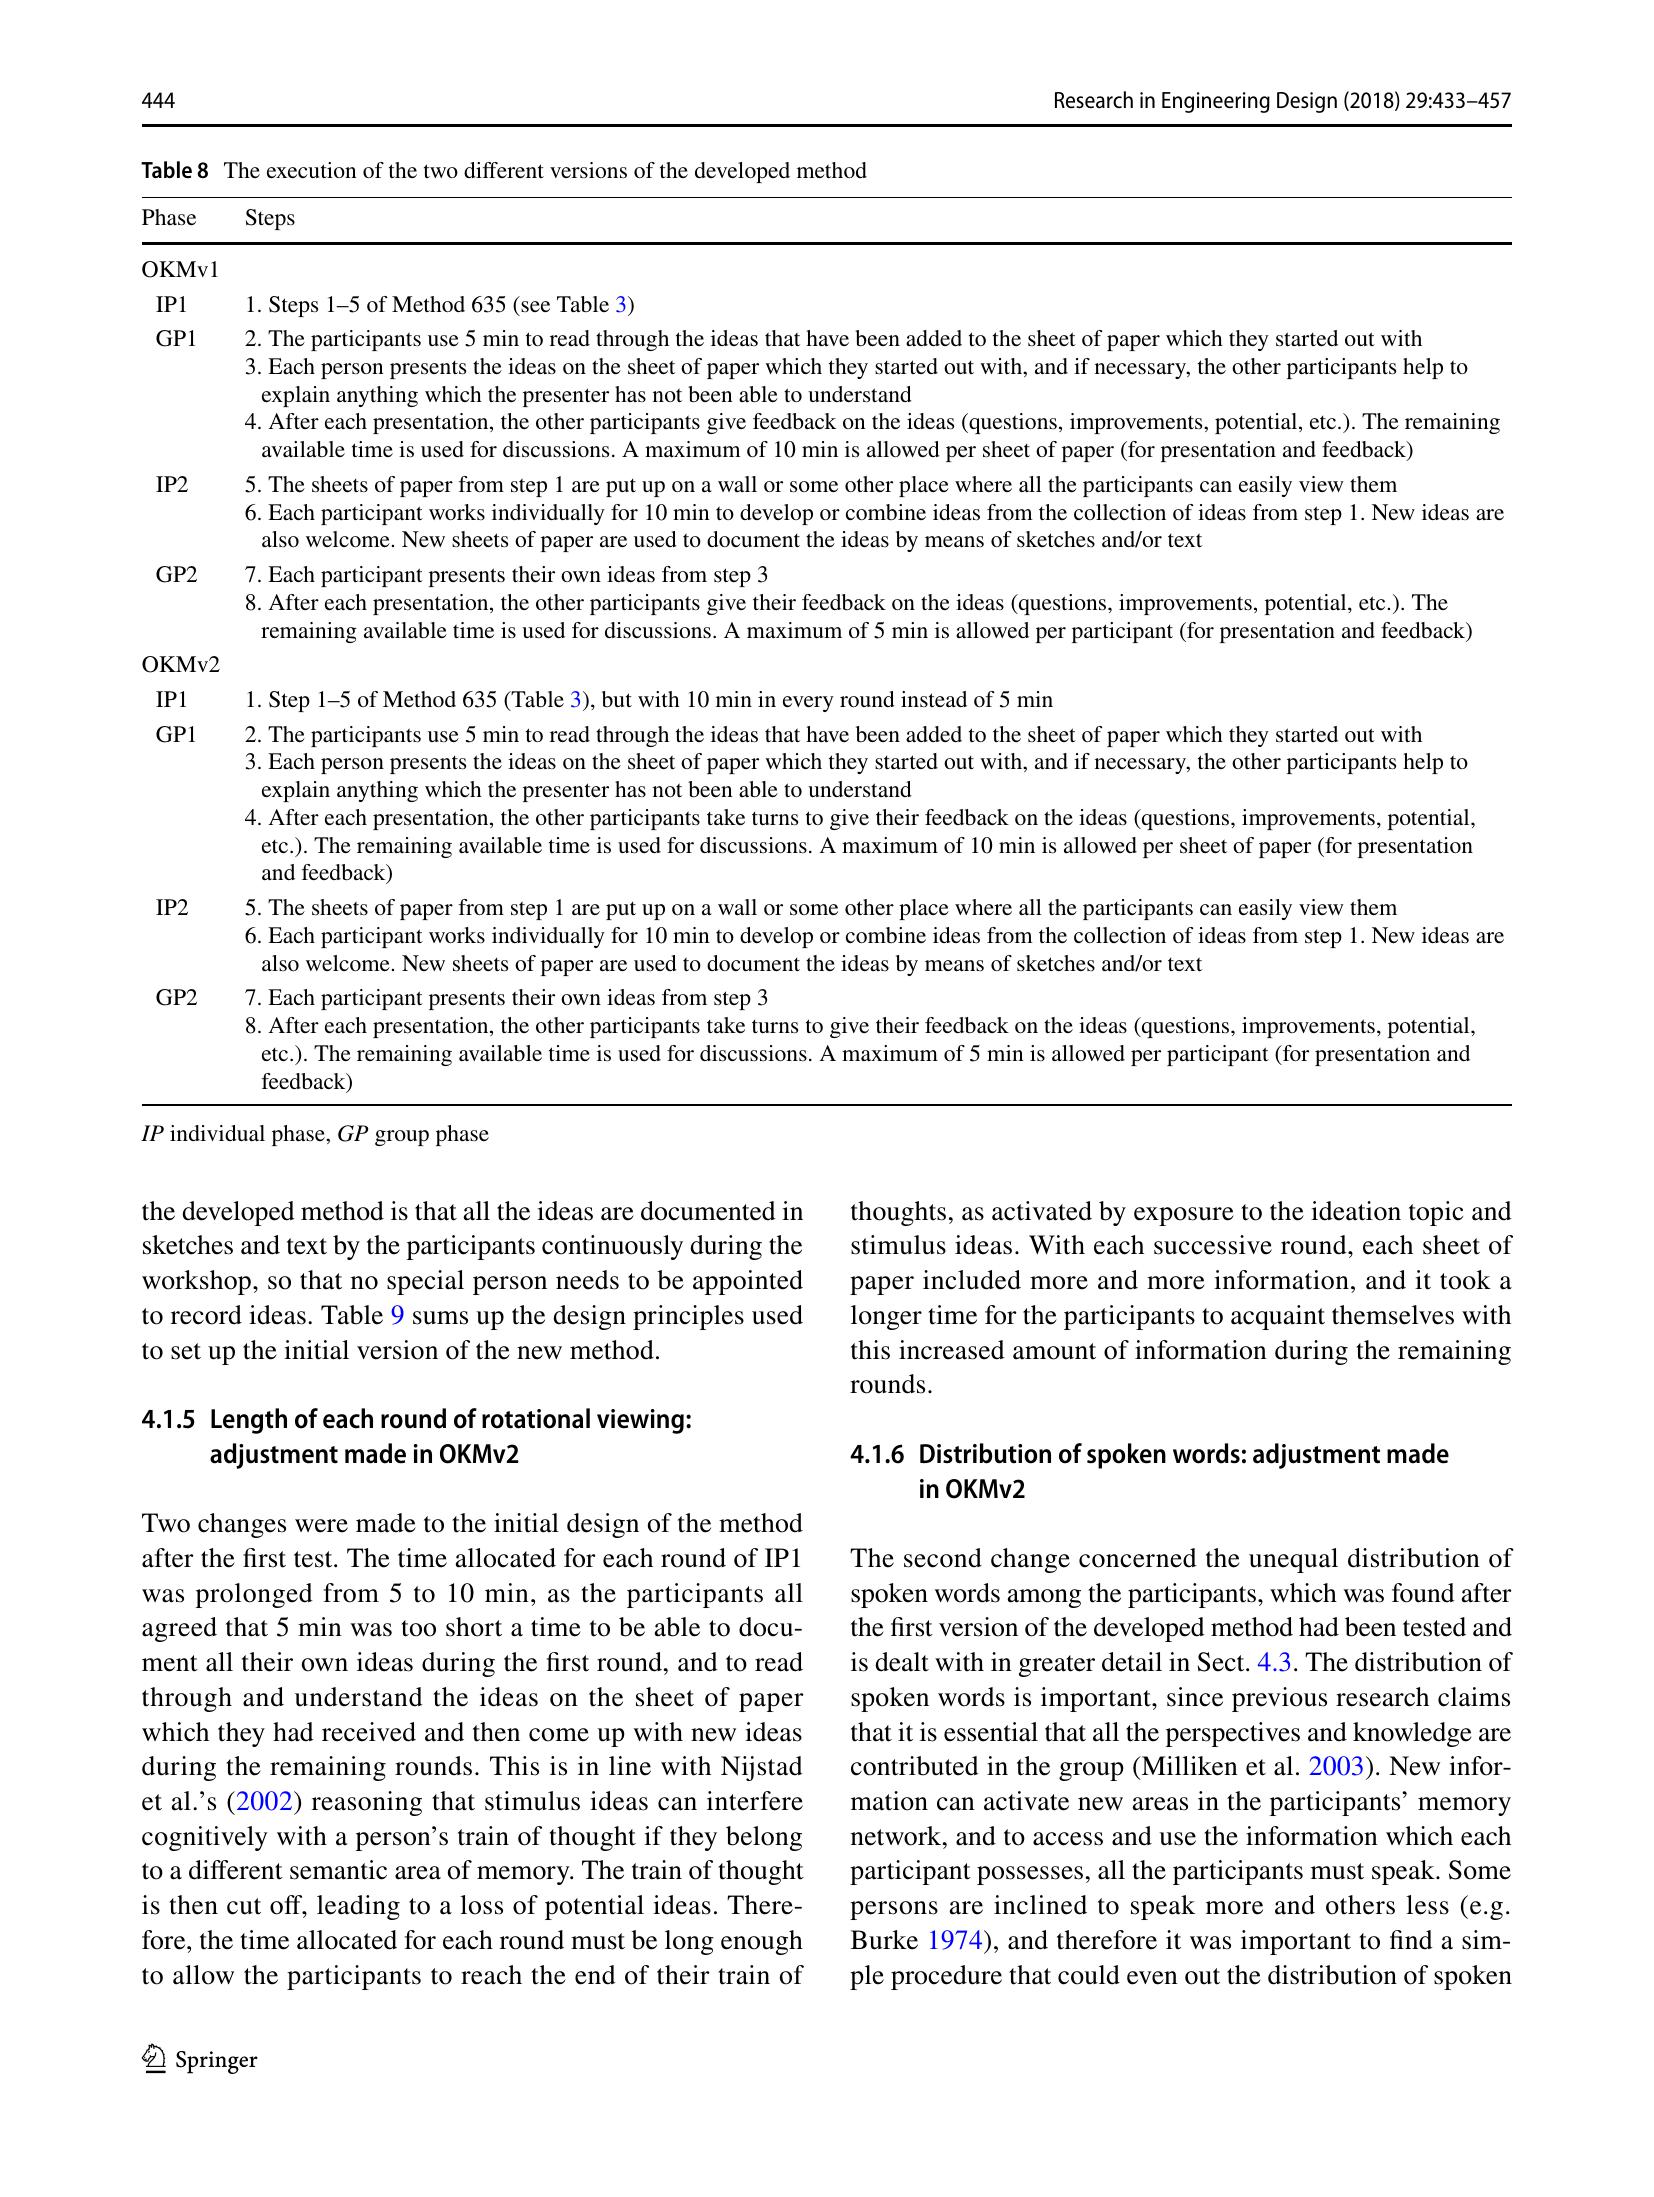 444
Research in Engineering Design (2018) 29:433–457
Table 8 The execution of the two different versions of the developed method
Phase Steps
OKMv1
IP1 1. Steps 1–5 of Method 635 (see Table 3)
GP1 2. The participants use 5 min to read through the ideas that have been added to the sheet of paper which they started out with
3. Each person presents the ideas on the sheet of paper which they started out with, and if necessary, the other participants help to
explain anything which the presenter has not been able to understand
4. After each presentation, the other participants give feedback on the ideas (questions, improvements, potential, etc.). The remaining
available time is used for discussions. A maximum of 10 min is allowed per sheet of paper (for presentation and feedback)
IP2 5. The sheets of paper from step 1 are put up on a wall or some other place where all the participants can easily view them
6. Each participant works individually for 10 min to develop or combine ideas from the collection of ideas from step 1. New ideas are
also welcome. New sheets of paper are used to document the ideas by means of sketches and/or text
GP2 7. Each participant presents their own ideas from step 3
8. After each presentation, the other participants give their feedback on the ideas (questions, improvements, potential, etc.). The
remaining available time is used for discussions. A maximum of 5 min is allowed per participant (for presentation and feedback)
OKMv2
IP1 1. Step 1–5 of Method 635 (Table 3), but with 10 min in every round instead of 5 min
GP1 2. The participants use 5 min to read through the ideas that have been added to the sheet of paper which they started out with
3. Each person presents the ideas on the sheet of paper which they started out with, and if necessary, the other participants help to
explain anything which the presenter has not been able to understand
4. After each presentation, the other participants take turns to give their feedback on the ideas (questions, improvements, potential,
etc.). The remaining available time is used for discussions. A maximum of 10 min is allowed per sheet of paper (for presentation
and feedback)
IP2 5. The sheets of paper from step 1 are put up on a wall or some other place where all the participants can easily view them
6. Each participant works individually for 10 min to develop or combine ideas from the collection of ideas from step 1. New ideas are
also welcome. New sheets of paper are used to document the ideas by means of sketches and/or text
GP2 7. Each participant presents their own ideas from step 3
8. After each presentation, the other participants take turns to give their feedback on the ideas (questions, improvements, potential,
etc.). The remaining available time is used for discussions. A maximum of 5 min is allowed per participant (for presentation and
feedback)
IP individual phase, GP group phase
the developed method is that all the ideas are documented in
sketches and text by the participants continuously during the
workshop, so that no special person needs to be appointed
to record ideas. Table 9 sums up the design principles used
to set up the initial version of the new method.
4.1.5 Length of each round of rotational viewing:
adjustment made in OKMv2
Two changes were made to the initial design of the method
after the first test. The time allocated for each round of IP1
was prolonged from 5 to 10 min, as the participants all
agreed that 5 min was too short a time to be able to docu-
ment all their own ideas during the first round, and to read
through and understand the ideas on the sheet of paper
which they had received and then come up with new ideas
during the remaining rounds. This is in line with Nijstad
et al.’s (2002) reasoning that stimulus ideas can interfere
cognitively with a person’s train of thought if they belong
to a different semantic area of memory. The train of thought
is then cut off, leading to a loss of potential ideas. There-
fore, the time allocated for each round must be long enough
to allow the participants to reach the end of their train of
thoughts, as activated by exposure to the ideation topic and
stimulus ideas. With each successive round, each sheet of
paper included more and more information, and it took a
longer time for the participants to acquaint themselves with
this increased amount of information during the remaining
rounds.
4.1.6 Distribution of spoken words: adjustment made
in OKMv2
The second change concerned the unequal distribution of
spoken words among the participants, which was found after
the first version of the developed method had been tested and
is dealt with in greater detail in Sect. 4.3. The distribution of
spoken words is important, since previous research claims
that it is essential that all the perspectives and knowledge are
contributed in the group (Milliken et al. 2003). New infor-
mation can activate new areas in the participants’ memory
network, and to access and use the information which each
participant possesses, all the participants must speak. Some
persons are inclined to speak more and others less (e.g.
Burke 1974), and therefore it was important to find a sim-
ple procedure that could even out the distribution of spoken
Springer